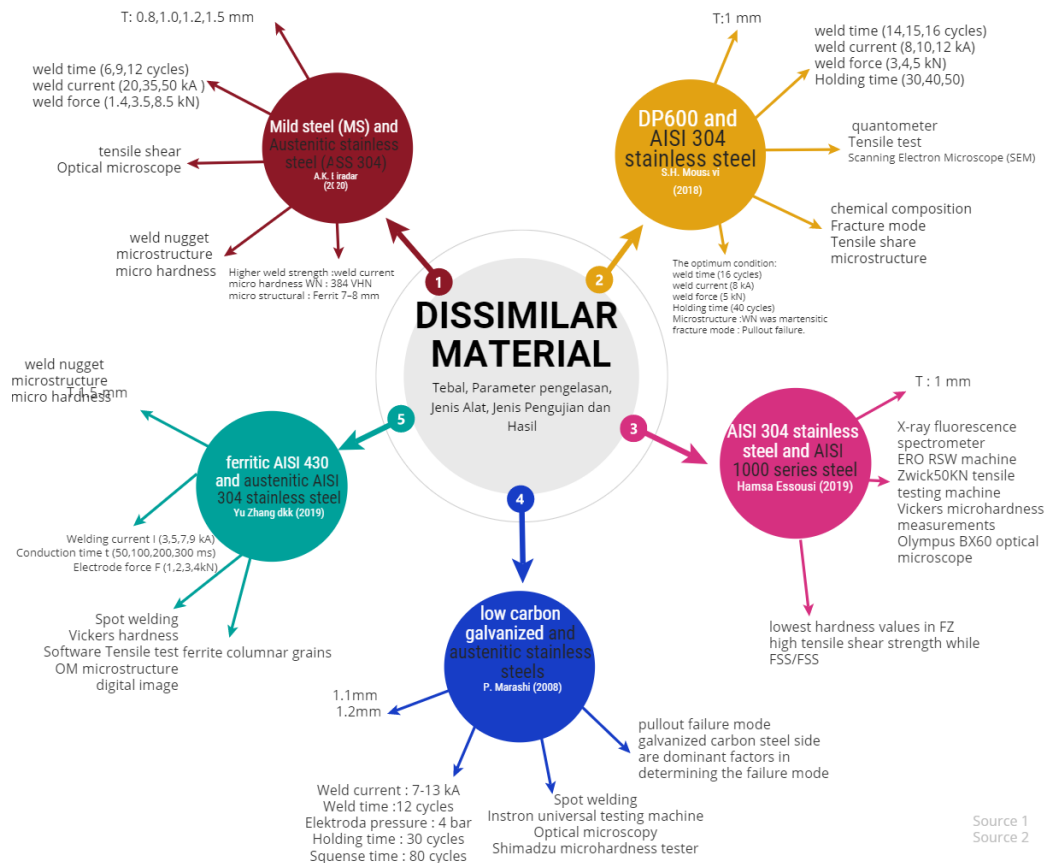 DISSIMILAR
MATERIAL
Tebal, Parameter pengelasan,
Jenis Alat, Jenis Pengujian dan
Hasil
1
Mild steel (MS) and
Austenitic stainless
steel (ASS 304)
A.K. Biradar
(2020)
T: 0.8,1.0,1.2,1.5 mm
weld time (6,9,12 cycles)
weld current (20,35,50 kA )
weld force (1.4,3.5,8.5 kN)
tensile shear
Optical microscope
weld nugget
microstructure
micro hardness
Higher weld strength :weld current
micro hardness WN : 384 VHN
micro structural : Ferrit 7–8 mm
2
DP600 and
AISI 304
stainless steel
S.H. Mousavi
(2018)
T:1 mm
weld time (14,15,16 cycles)
weld current (8,10,12 kA)
weld force (3,4,5 kN)
Holding time (30,40,50)
quantometer
Tensile test
Scanning Electron Microscope (SEM)
chemical composition
Fracture mode
Tensile share
microstructure
The optimum condition:
weld time (16 cycles)
weld current (8 kA)
weld force (5 kN)
Holding time (40 cycles)
Microstructure :WN was martensitic
fracture mode : Pullout failure.
3
AISI 304 stainless
steel and AISI
1000 series steel
Hamsa Essousi (2019)
T : 1 mm
X-ray fluorescence
spectrometer
ERO RSW machine
Zwick50KN tensile
testing machine
Vickers microhardness
measurements
Olympus BX60 optical
microscope
lowest hardness values in FZ
high tensile shear strength while
FSS/FSS
4
low carbon
galvanized and
austenitic stainless
steels
P. Marashi (2008)
1.1mm
1.2mm
Weld current : 7-13 kA
Weld time :12 cycles
Elektroda pressure : 4 bar
Holding time : 30 cycles
Squense time : 80 cycles
Spot welding
Instron universal testing machine
Optical microscopy
Shimadzu microhardness tester
pullout failure mode
galvanized carbon steel side
are dominant factors in
determining the failure mode
5
ferritic AISI 430
and austenitic AISI
304 stainless steel
Yu Zhang dkk (2019)
weld nugget
microstructure
micro hardness
T 1.5 mm
Welding current I (3,5,7,9 kA)
Conduction time t (50,100,200,300 ms)
Electrode force F (1,2,3,4kN)
Spot welding
Vickers hardness
Software Tensile test
OM microstructure
digital image
ferrite columnar grains
Source 1
Source 2